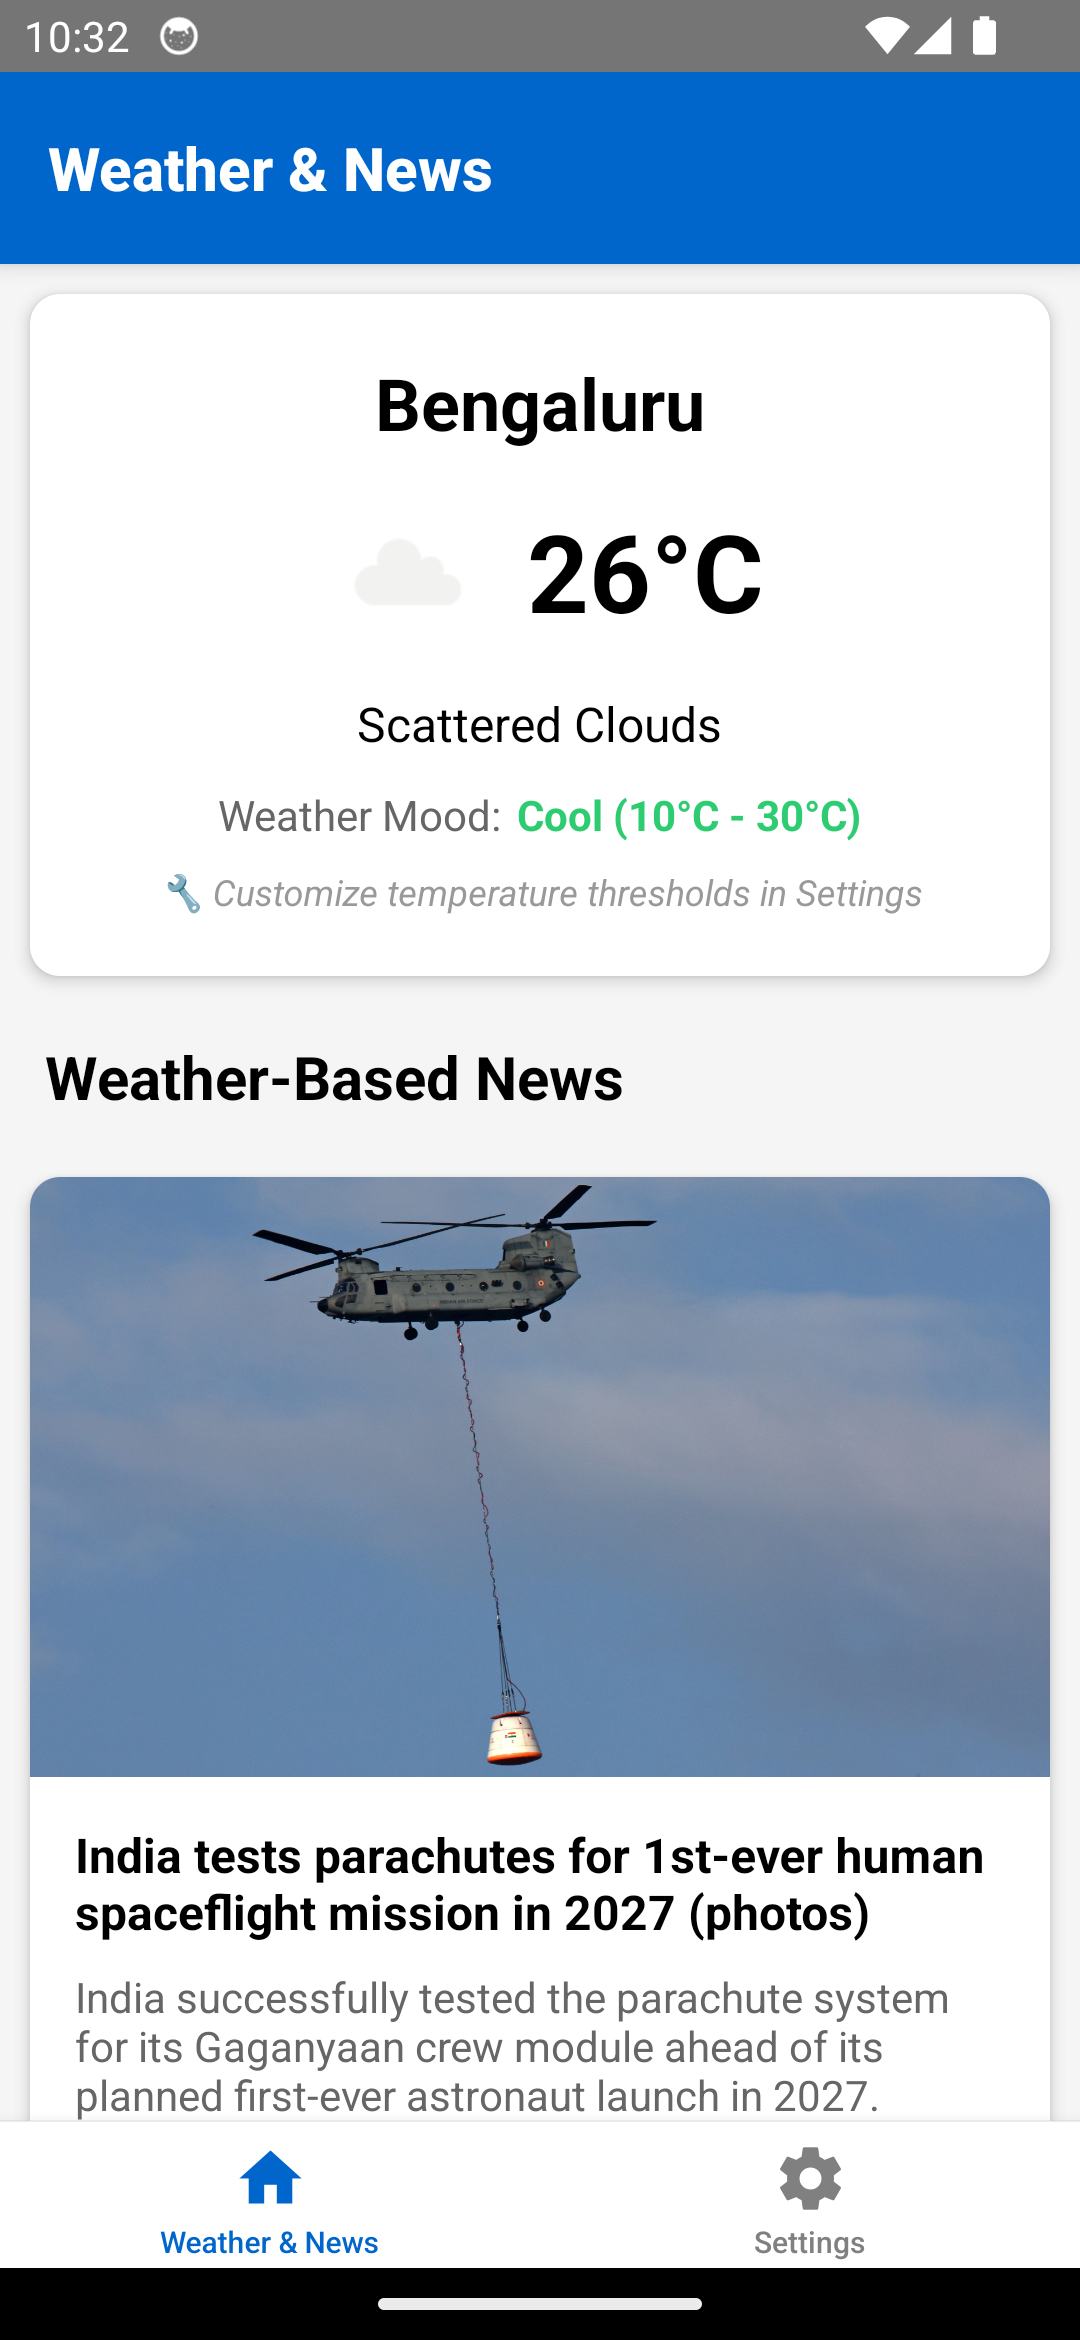 10:32
Weather & News
Bengaluru
26°C
Scattered Clouds
Weather Mood: Cool (10°C - 30°C)
🔧 Customize temperature thresholds in Settings
Weather-Based News
India tests parachutes for 1st-ever human
spaceflight mission in 2027 (photos)
India successfully tested the parachute system
for its Gaganyaan crew module ahead of its
planned first-ever astronaut launch in 2027.
Weather & News
Settings